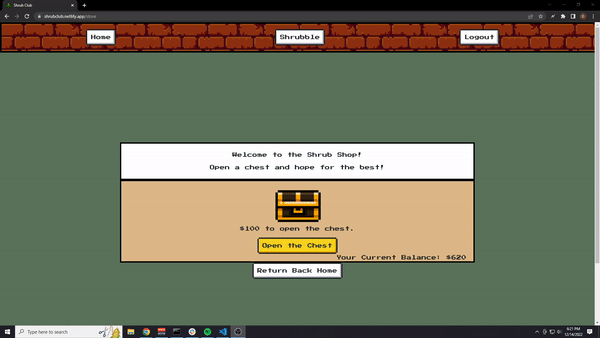 Shrub Club
shrubclub.netlify.app/store
Home
Shrubble
Logout
Welcome to the Shrub Shop!
Open a chest and hope for the best!
$100 to open the chest.
Open the Chest
Your Current Balance: $620
Return Back Home
Type here to search
9:21 PM
12/14/2022